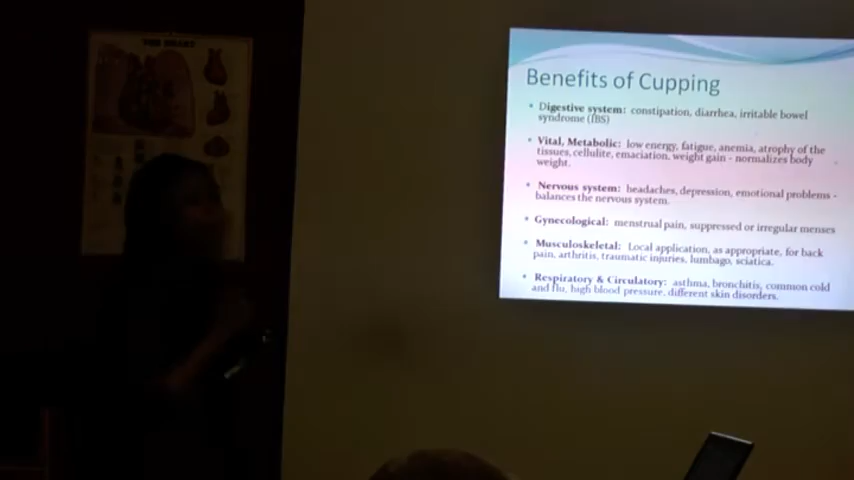 THE HEART
Benefits of Cupping
• Digestive system: constipation, diarrhea, irritable bowel
syndrome (IBS)
• Vital, Metabolic: low energy, fatigue, anemia, atrophy of the
tissues, cellulite, emaciation, weight gain - normalizes body
weight.
• Nervous system: headaches, depression, emotional problems -
balances the nervous system.
• Gynecological: menstrual pain, suppressed or irregular menses
• Musculoskeletal: Local application, as appropriate, for back
pain, arthritis, traumatic injuries, lumbago, sciatica.
• Respiratory & Circulatory: asthma, bronchitis, common cold
and flu, high blood pressure, different skin disorders.